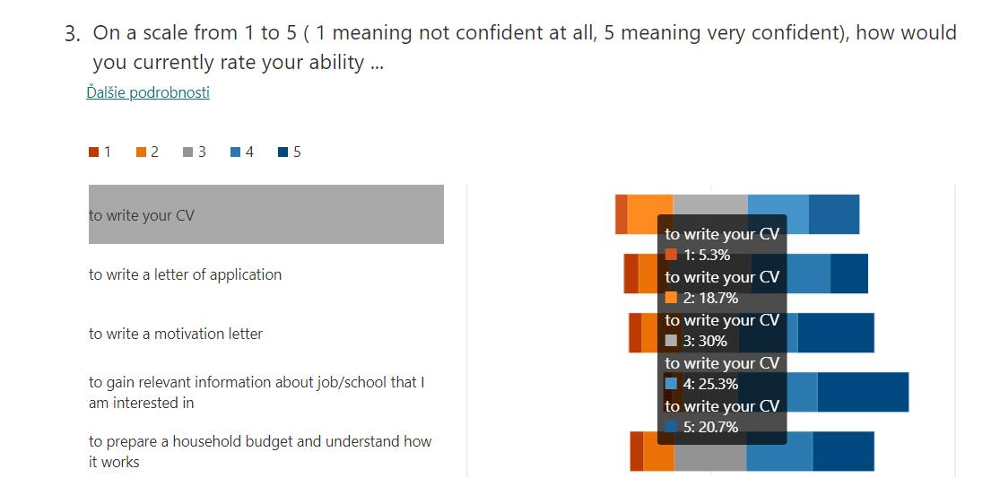 3. On a scale from 1 to 5 ( 1 meaning not confident at all, 5 meaning very confident), how would
you currently rate your ability ...
Ďalšie podrobnosti
1 2 3 4 5
to write your CV
to write a letter of application
to write a motivation letter
to gain relevant information about job/school that I
am interested in
to prepare a household budget and understand how
it works
to write your CV
1: 5.3%
to write your CV
2: 18.7%
to write your CV
3: 30%
to write your CV
4: 25.3%
to write your CV
5: 20.7%